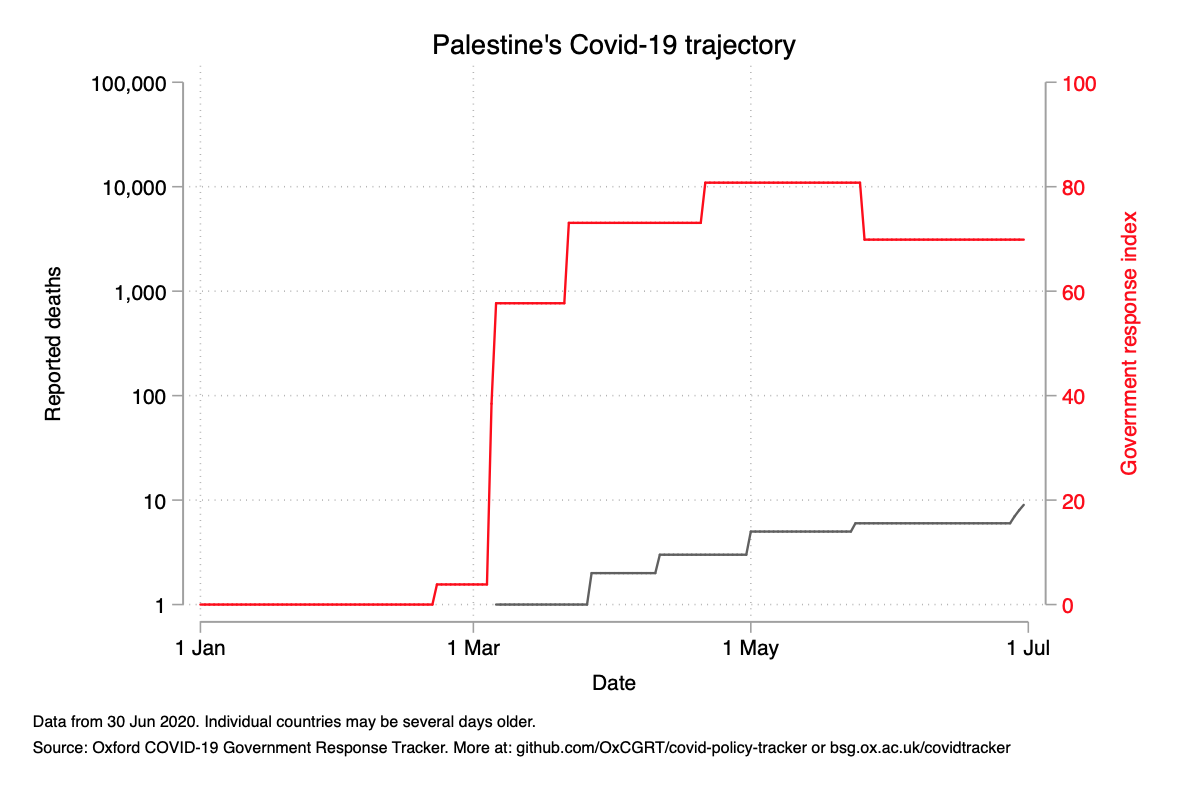 Palestine's Covid-19 trajectory
100,000
10,000
1,000
100
10
1
Reported deaths
100
80
60
40
20
0
Government response index
1 Jan
1 Mar
1 May
1 Jul
Date
Data from 30 Jun 2020. Individual countries may be several days older.
Source: Oxford COVID-19 Government Response Tracker. More at: github.com/OxCGRT/covid-policy-tracker or bsg.ox.ac.uk/covidtracker